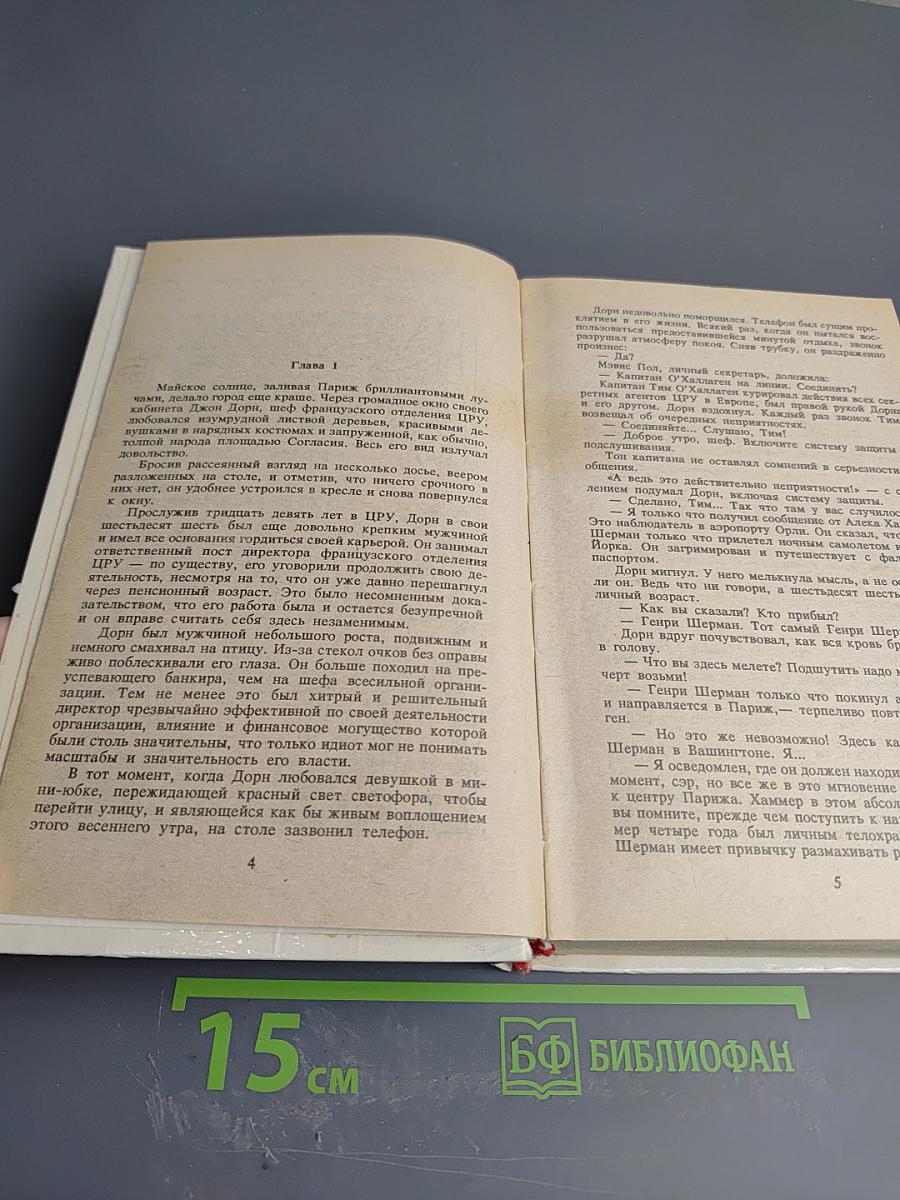 Глава 1
Майское солнце, заливая Париж бриллиантовыми лу-
чами, делало город еще краше. Через громадное окно своего
кабинета Джон Дорн, шеф французского отделения ЦРУ,
любовался изумрудной листвой деревьев, красивыми де-
вушками в нарядных костюмах и запруженной, как обычно,
толпой народа площадью Согласия. Весь его вид излучал
довольство.
Бросив рассеянный взгляд на несколько досье, веером
разложенных на столе, и отметив, что ничего срочного в
них нет, он удобнее устроился в кресле и снова повернулся
к окну.
Прослужив тридцать девять лет в ЦРУ, Дорн в свои
шестьдесят шесть был еще довольно крепким мужчиной
и имел все основания гордиться своей карьерой. Он занимал
ответственный пост директора французского отделения
ЦРУ — по существу, его уговорили продолжить свою де-
ятельность, несмотря на то, что он уже давно перешагнул
через пенсионный возраст. Это было несомненным дока-
зательством, что его работа была и остается безупречной
и он вправе считать себя здесь незаменимым.
Дорн был мужчиной небольшого роста, подвижным и
немного смахивал на птицу. Из-за стекол очков без оправы
живо поблескивали его глаза. Он больше походил на пре-
успевающего банкира, чем на шефа всесильной органи-
зации. Тем не менее это был хитрый и решительный
директор чрезвычайно эффективной по своей деятельности
организации, влияние и финансовое могущество которой
были столь значительны, что только идиот мог не понимать
масштабы и значительность его власти.
В тот момент, когда Дорн любовался девушкой в ми-
ни-юбке, пережидающей красный свет светофора, чтобы
перейти улицу, и являющейся как бы живым воплощением
этого весеннего утра, на столе зазвонил телефон.
4
Дорн недовольно поморщился. Телефон был сущим про-
клятием в его жизни. Всякий раз, когда он пытался вос-
пользоваться предоставившейся минутой отдыха, звонок
разрушал атмосферу покоя. Сняв трубку, он раздраженно
произнес:
— Да?
Мэвис Пол, личный секретарь, доложила:
— Капитан О'Халлаген на линии. Соединить?
Капитан Тим О'Халлаген курировал действия всех сек-
ретных агентов ЦРУ в Европе, был правой рукой Дорна
и его другом. Дорн вздохнул. Каждый раз звонок Тим
возвещал об очередных неприятностях.
— Соединяйте... Слушаю, Тим!
— Доброе утро, шеф. Включите систему защиты
подслушивания.
Тон капитана не оставлял сомнений в серьезности
общения.
«А ведь это действительно неприятности!» — с с
лением подумал Дорн, включая систему защиты.
— Сделано, Тим... Так что там у вас случилос
— Я только что получил сообщение от Алека Ха
Это наблюдатель в аэропорту Орли. Он сказал, что
Шерман только что прилетел ночным самолетом и
Йорка. Он загримирован и путешествует с фал
паспортом.
Дорн мигнул. У него мелькнула мысль, а не ос
ли он. Ведь что ни говори, а шестьдесят шесть
личный возраст.
— Как вы сказали? Кто прибыл?
— Генри Шерман. Тот самый Генри Шер
Дорн вдруг почувствовал, как вся кровь бр
в голову.
— Что вы здесь мелете? Подшутить надо м
черт возьми!
— Генри Шерман только что покинул а
и направляется в Париж,— терпеливо повт
ген.
— Но это же невозможно! Здесь ка
Шерман в Вашингтоне. Я...
— Я осведомлен, где он должен находи
момент, сэр, но все же в это мгновение
к центру Парижа. Хаммер в этом абсол
вы помните, прежде чем поступить к на
мер четыре года был личным телохра
Шерман имеет привычку размахивать р
5
15 см
БФ БИБЛИОФАН